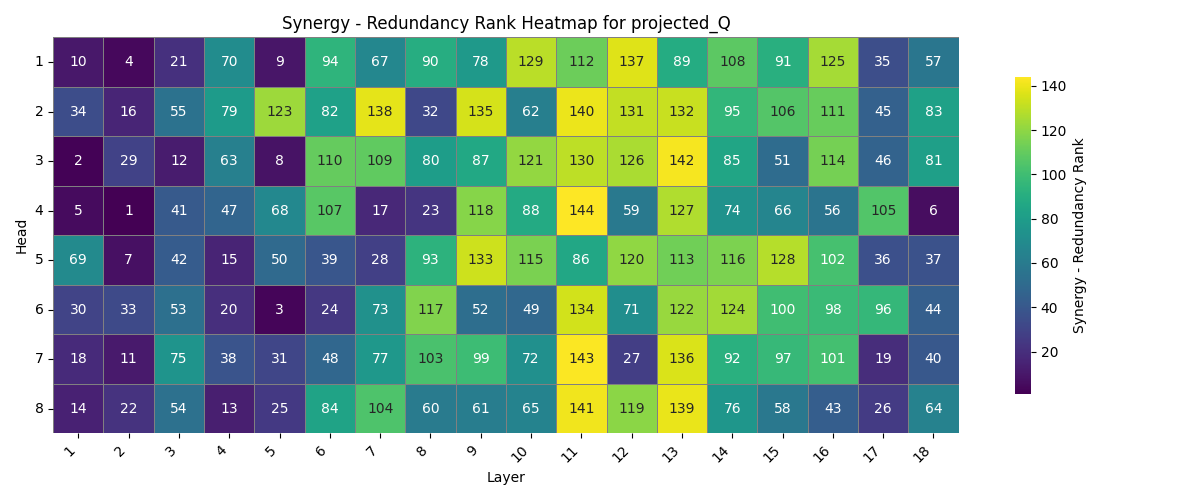 Synergy - Redundancy Rank Heatmap for projected_Q
Head
1 10 4 21 70 9 94 67 90 78 129 112 137 89 108 91 125 35 57
2 34 16 55 79 123 82 138 32 135 62 140 131 132 95 106 111 45 83
3 2 29 12 63 8 110 109 80 87 121 130 126 142 85 51 114 46 81
4 5 1 41 47 68 107 17 23 118 88 144 59 127 74 66 56 105 6
5 69 7 42 15 50 39 28 93 133 115 86 120 113 116 128 102 36 37
6 30 33 53 20 3 24 73 117 52 49 134 71 122 124 100 98 96 44
7 18 11 75 38 31 48 77 103 99 72 143 27 136 92 97 101 19 40
8 14 22 54 13 25 84 104 60 61 65 141 119 139 76 58 43 26 64
1 2 3 4 5 6 7 8 9 10 11 12 13 14 15 16 17 18
Layer
140
120
100
80
60
40
20
Synergy - Redundancy Rank